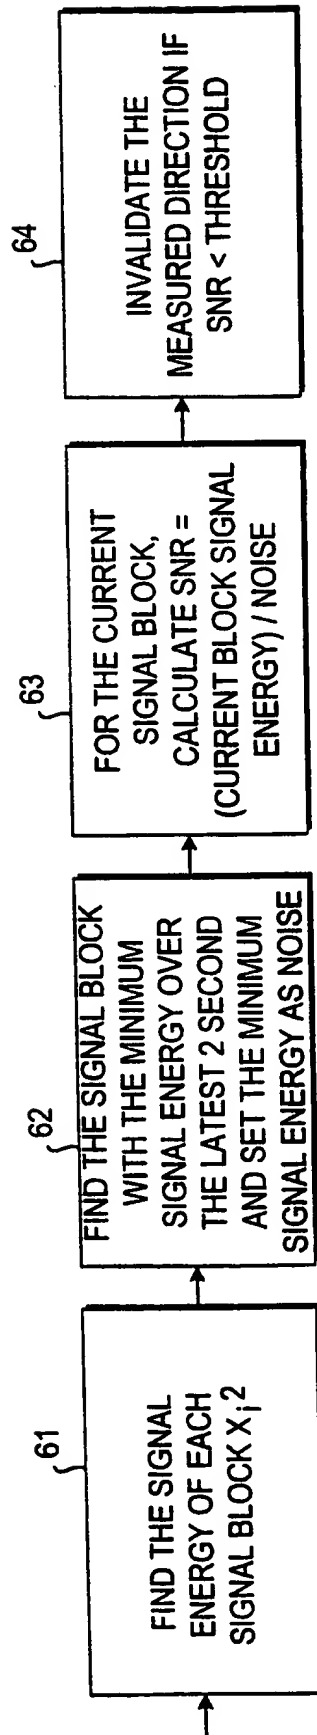 61
FIND THE SIGNAL
ENERGY OF EACH
SIGNAL BLOCK X i 2
62
FIND THE SIGNAL BLOCK
WITH THE MINIMUM
SIGNAL ENERGY OVER
THE LATEST 2 SECOND
AND SET THE MINIMUM
SIGNAL ENERGY AS NOISE
63
FOR THE CURRENT
SIGNAL BLOCK,
CALCULATE SNR =
(CURRENT BLOCK SIGNAL
ENERGY) / NOISE
64
INVALIDATE THE
MEASURED DIRECTION IF
SNR < THRESHOLD